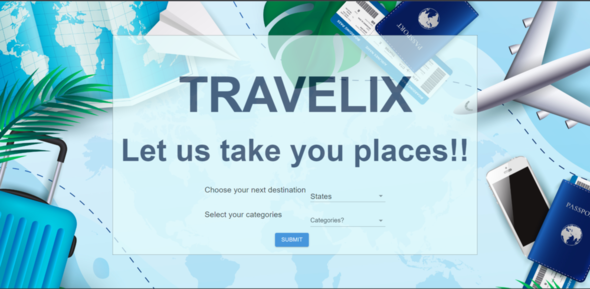 PASSPORT
TRAVELIX
Let us take you places!!
Choose your next destination
States
Select your categories
Categories?
SUBMIT
PASSPORT